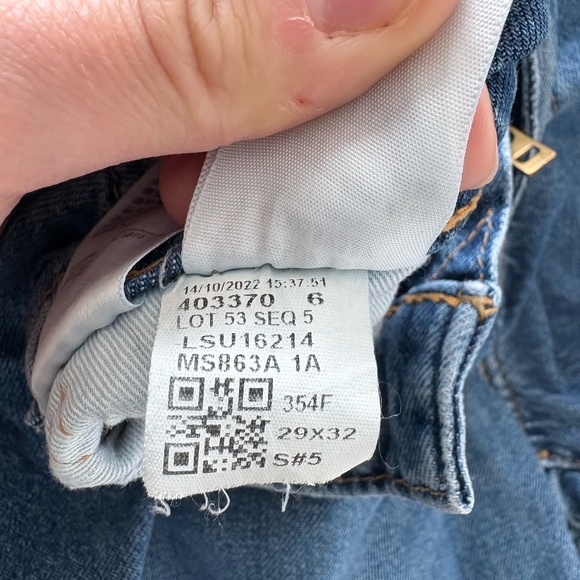 14/10/2022 15:37:51
403370 6
LOT 53 SEQ 5
-LSU16214
MS863A 1A
354F
29X32
S#5